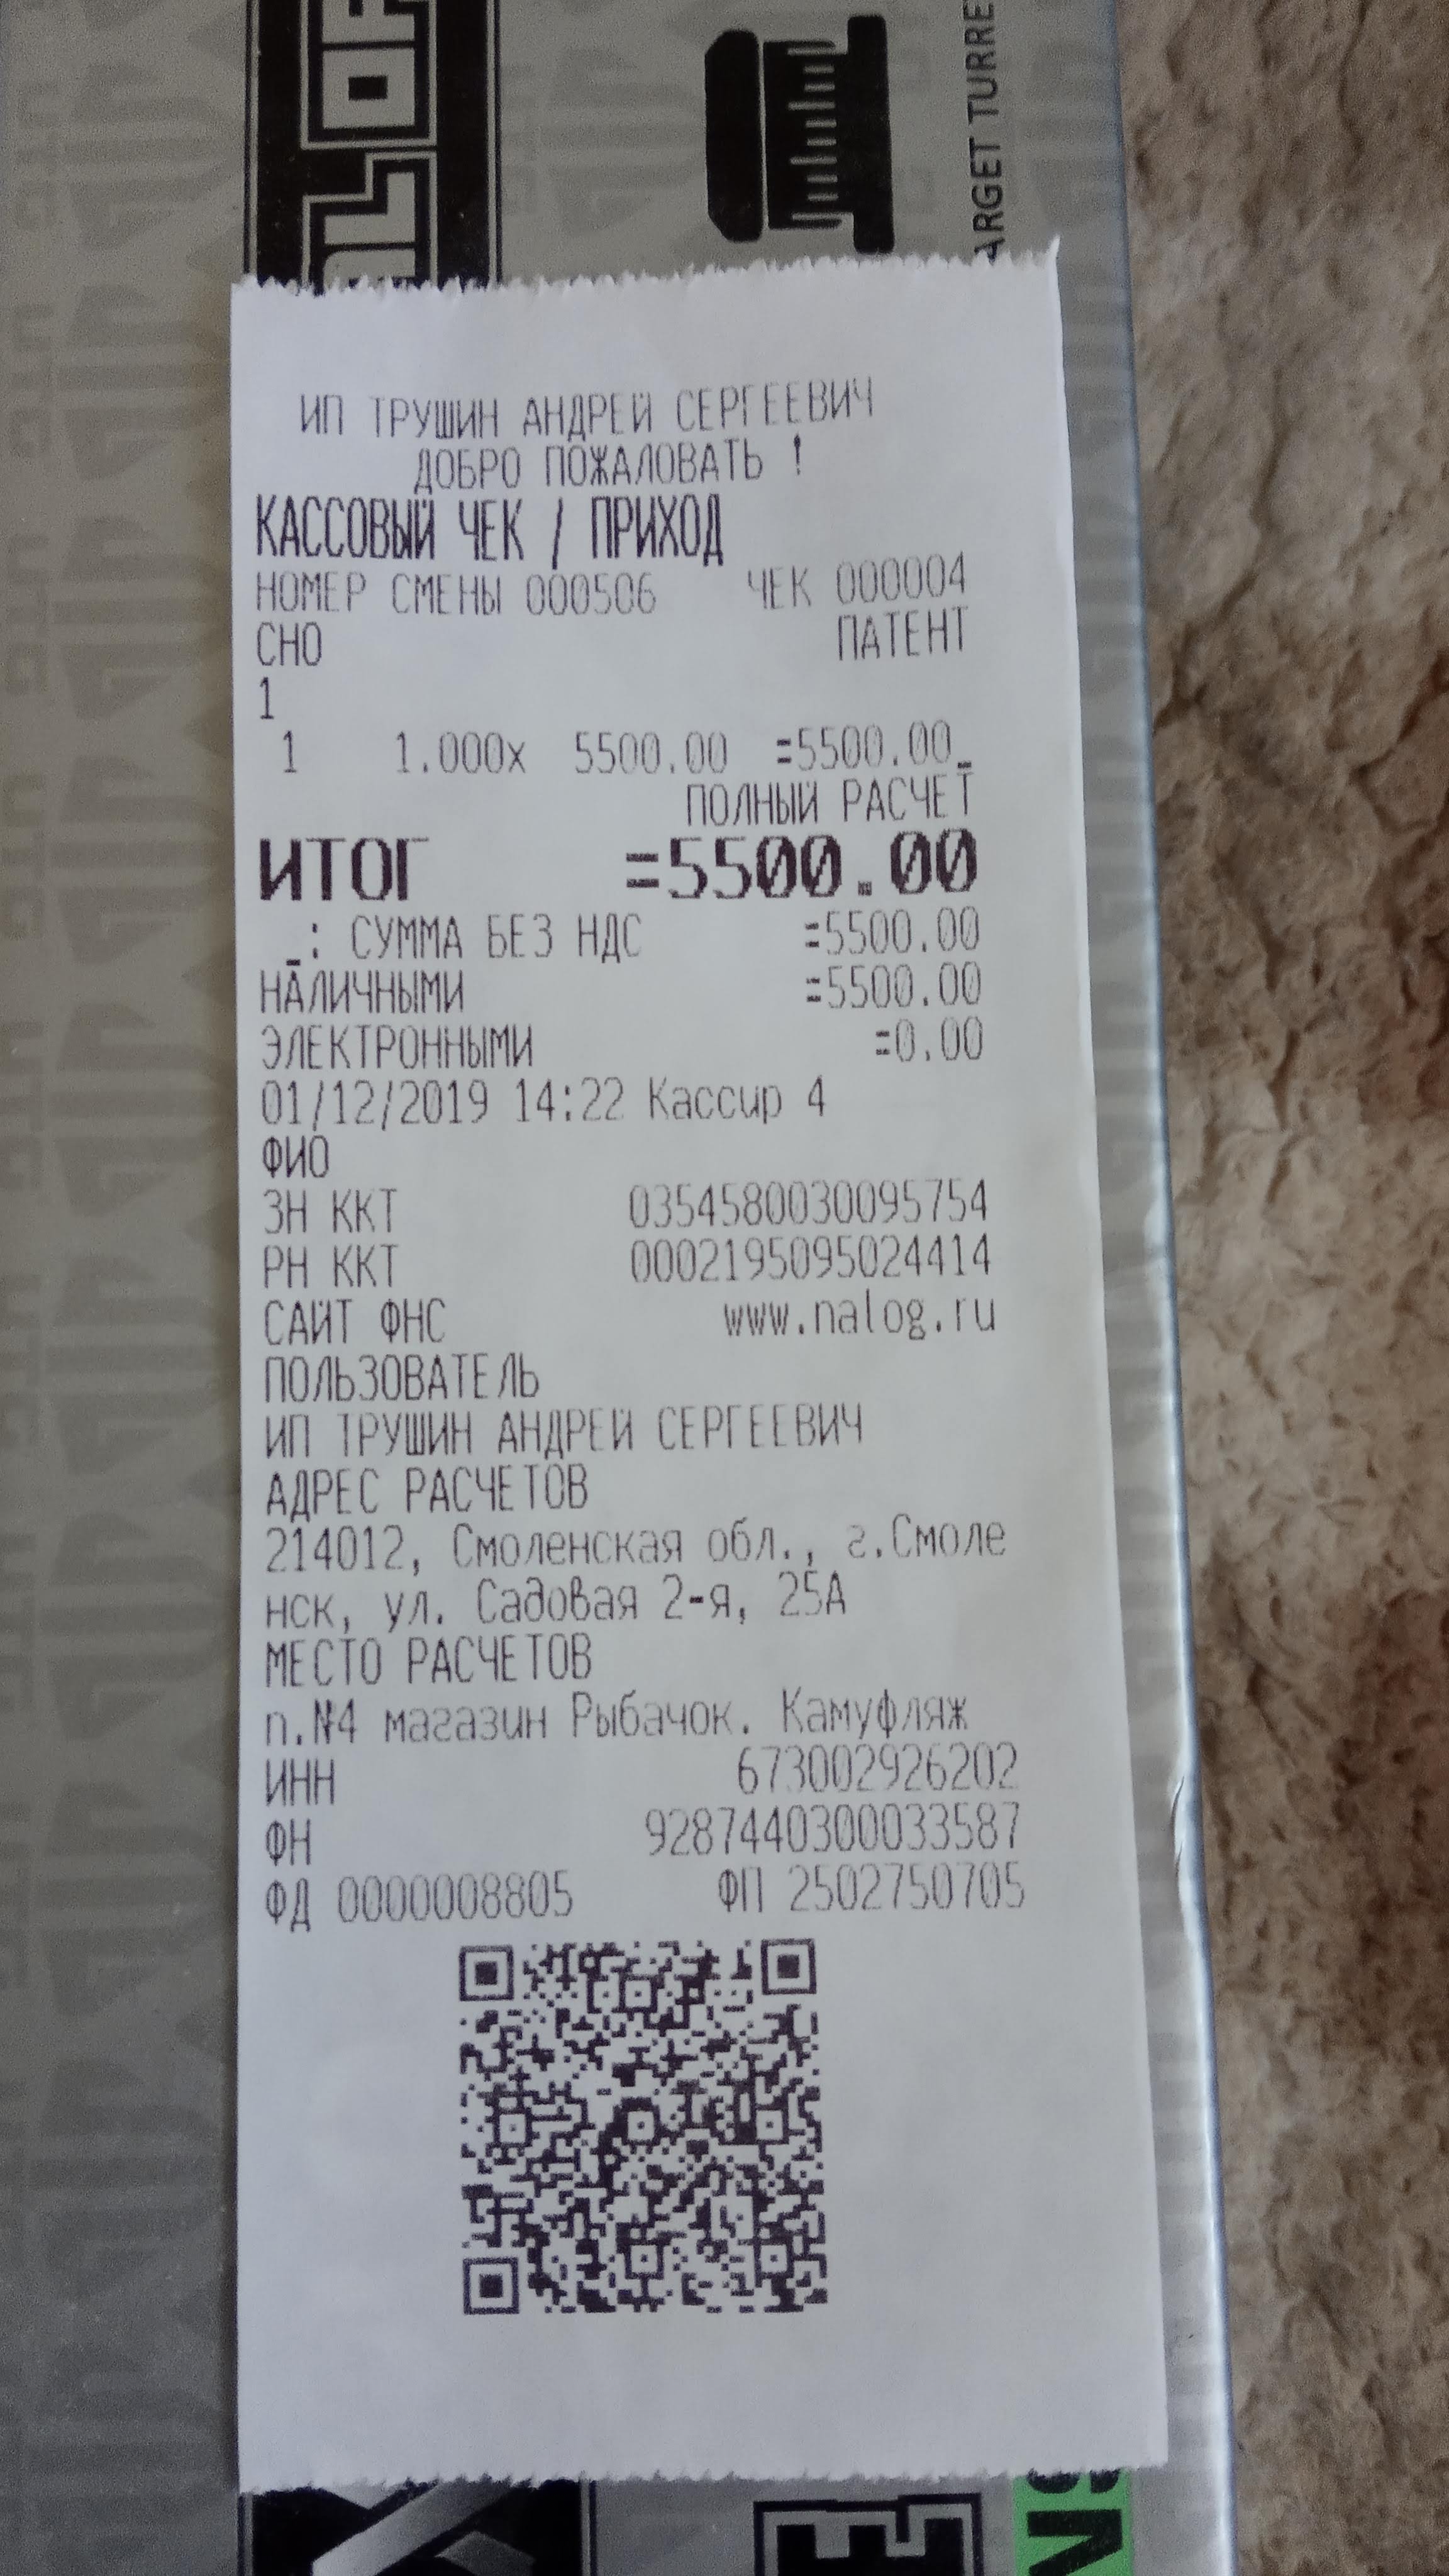 ARGET TURRE
ИП ТРУШИН АНДРЕЙ СЕРГЕЕВИЧ
ДОБРО ПОЖАЛОВАТЬ !
КАССОВЫЙ ЧЕК / ПРИХОД
НОМЕР СМЕНЫ 000506 ЧЕК 000004
СНО ПАТЕНТ
1
1 1.000x 5500.00 =5500.00_
ПОЛНЫЙ РАСЧЕТ
ИТОГ =5500.00
_: СУММА БЕЗ НДС =5500.00
НАЛИЧНЫМИ =5500.00
ЭЛЕКТРОННЫМИ =0.00
01/12/2019 14:22 Кассир 4
ФИО
ЗН ККТ 0354580030095754
РН ККТ 0002195095024414
САЙТ ФНС www.nalog.ru
ПОЛЬЗОВАТЕЛЬ
ИП ТРУШИН АНДРЕЙ СЕРГЕЕВИЧ
АДРЕС РАСЧЕТОВ
214012, Смоленская обл., г.Смоле
нск, ул. Садовая 2-я, 25А
МЕСТО РАСЧЕТОВ
п.№4 магазин Рыбачок. Камуфляж
ИНН 673002926202
ФН 9287440300033587
ФД 0000008805 ФП 2502750705